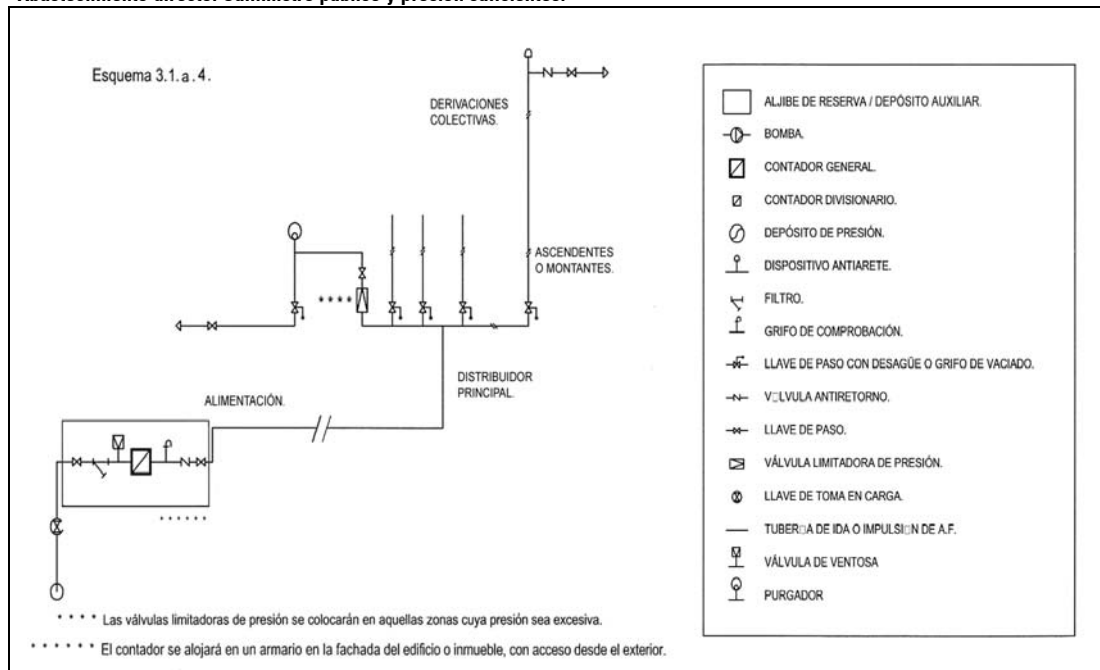 Abastecimiento directo. Suministro público y presión suficientes.
Esquema 3.1.a.4.
DERIVACIONES
COLECTIVAS.
ASCENDENTES
O MONTANTES.
* * * *
DISTRIBUIDOR
PRINCIPAL.
ALIMENTACIÓN.
* * * * * *
* * * * Las válvulas limitadoras de presión se colocarán en aquellas zonas cuya presión sea excesiva.
* * * * * * El contador se alojará en un armario en la fachada del edificio o inmueble, con acceso desde el exterior.
ALJIBE DE RESERVA / DEPÓSITO AUXILIAR.
BOMBA.
CONTADOR GENERAL.
CONTADOR DIVISIONARIO.
DEPÓSITO DE PRESIÓN.
DISPOSITIVO ANTIARETE.
FILTRO.
GRIFO DE COMPROBACIÓN.
LLAVE DE PASO CON DESAGÜE O GRIFO DE VACIADO.
V□LVULA ANTIRETORNO.
LLAVE DE PASO.
VÁLVULA LIMITADORA DE PRESIÓN.
LLAVE DE TOMA EN CARGA.
TUBER□A DE IDA O IMPULSI□N DE A.F.
VÁLVULA DE VENTOSA
PURGADOR